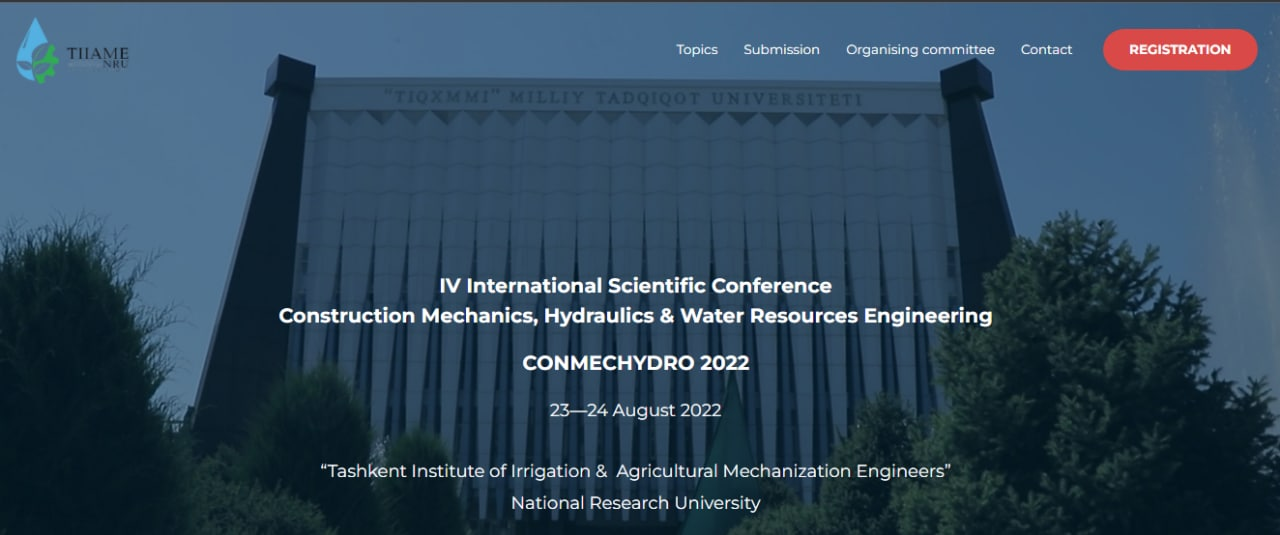 TIIAME
NRU
Topics Submission Organising committee Contact REGISTRATION
"TIQXMMI" MILLIY TADQIQOT UNIVERSITETI
IV International Scientific Conference
Construction Mechanics, Hydraulics & Water Resources Engineering
CONMECHYDRO 2022
23—24 August 2022
“Tashkent Institute of Irrigation & Agricultural Mechanization Engineers”
National Research University